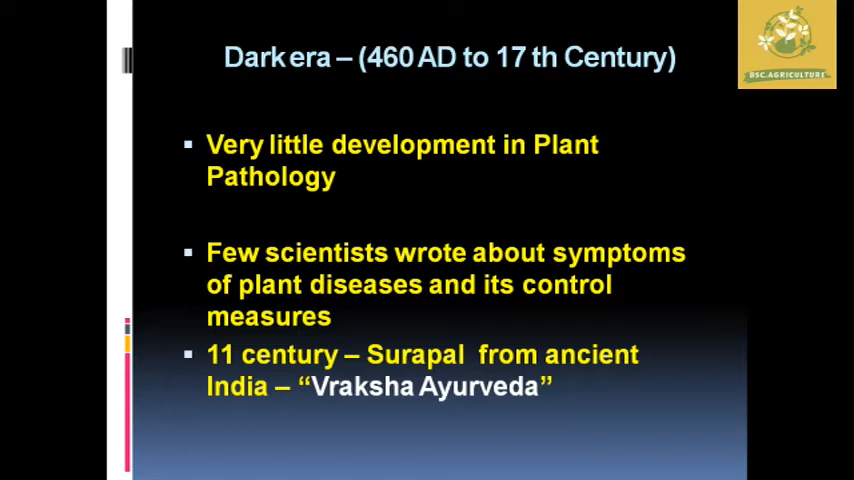 Dark era – (460 AD to 17 th Century)
BSC.AGRICULTURE
▪ Very little development in Plant
Pathology
▪ Few scientists wrote about symptoms
of plant diseases and its control
measures
▪ 11 century – Surapal from ancient
India – “Vraksha Ayurveda”